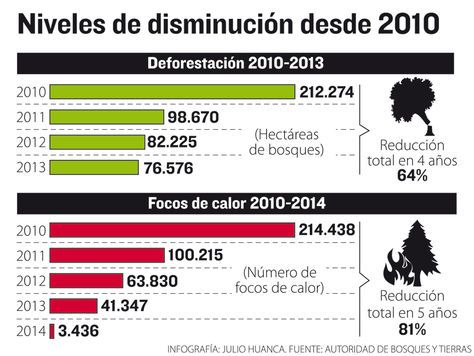 Niveles de disminución desde 2010
Deforestación 2010-2013
2010 212.274
2011 98.670
2012 82.225
2013 76.576
(Hectáreas
de bosques)
Reducción
total en 4 años
64%
Focos de calor 2010-2014
2010 214.438
2011 100.215
2012 63.830
2013 41.347
2014 3.436
(Número de
focos de calor)
Reducción
total en 5 años
81%
INFOGRAFÍA: JULIO HUANCA. FUENTE: AUTORIDAD DE BOSQUES Y TIERRAS